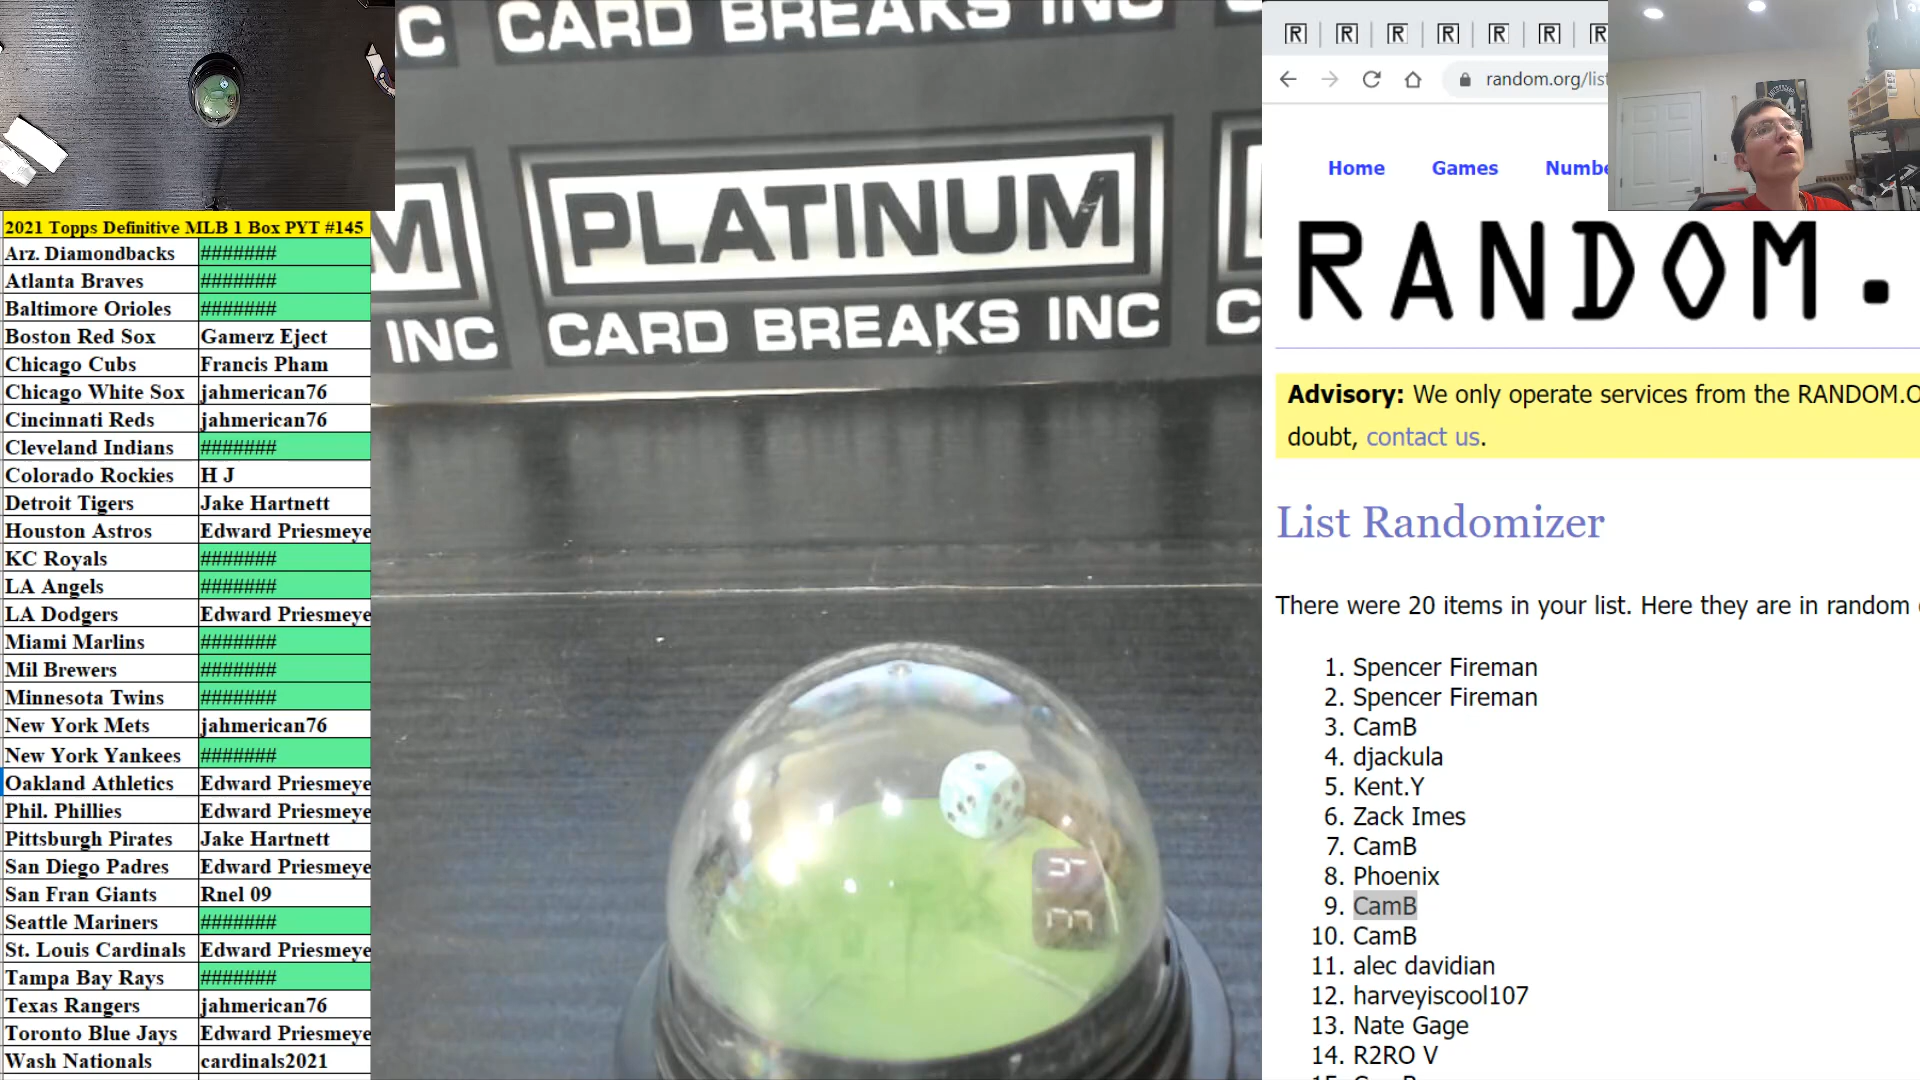 2021 Topps Definitive MLB 1 Box PYT #145
Arz. Diamondbacks #######
Atlanta Braves #######
Baltimore Orioles #######
Boston Red Sox Gamerz Eject
Chicago Cubs Francis Pham
Chicago White Sox jahmerican76
Cincinnati Reds jahmerican76
Cleveland Indians #######
Colorado Rockies H J
Detroit Tigers Jake Hartnett
Houston Astros Edward Priesmeye
KC Royals #######
LA Angels #######
LA Dodgers Edward Priesmeye
Miami Marlins #######
Mil Brewers #######
Minnesota Twins #######
New York Mets jahmerican76
New York Yankees #######
Oakland Athletics Edward Priesmeye
Phil. Phillies Edward Priesmeye
Pittsburgh Pirates Jake Hartnett
San Diego Padres Edward Priesmeye
San Fran Giants Rnel 09
Seattle Mariners #######
St. Louis Cardinals Edward Priesmeye
Tampa Bay Rays #######
Texas Rangers jahmerican76
Toronto Blue Jays Edward Priesmeye
Wash Nationals cardinals2021
C CARD BREAKS INC
M PLATINUM
INC CARD BREAKS INC C
random.org/list
Home Games Numbe
RANDOM.
Advisory: We only operate services from the RANDOM.O
doubt, contact us.
List Randomizer
There were 20 items in your list. Here they are in random
1. Spencer Fireman
2. Spencer Fireman
3. CamB
4. djackula
5. Kent.Y
6. Zack Imes
7. CamB
8. Phoenix
9. CamB
10. CamB
11. alec davidian
12. harveyiscool107
13. Nate Gage
14. R2RO V